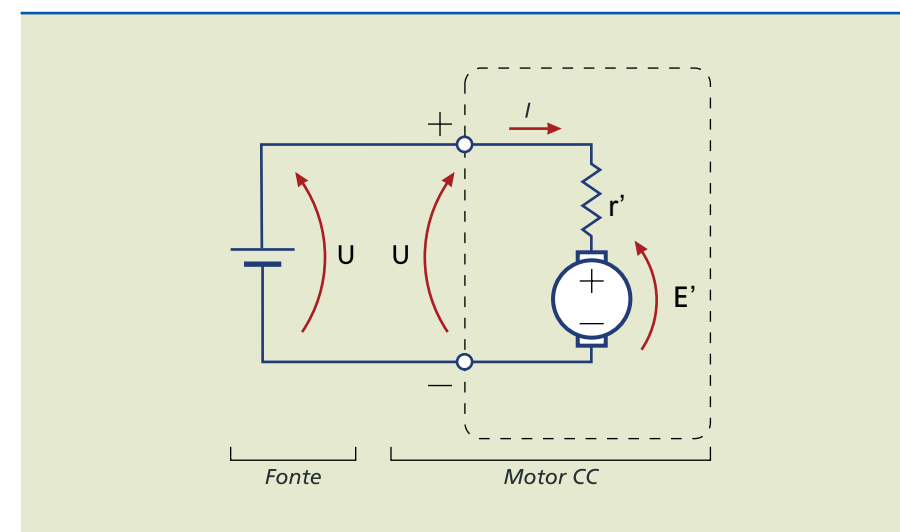 +
I
r’
U
U
+
–
E’
–
Fonte
Motor CC